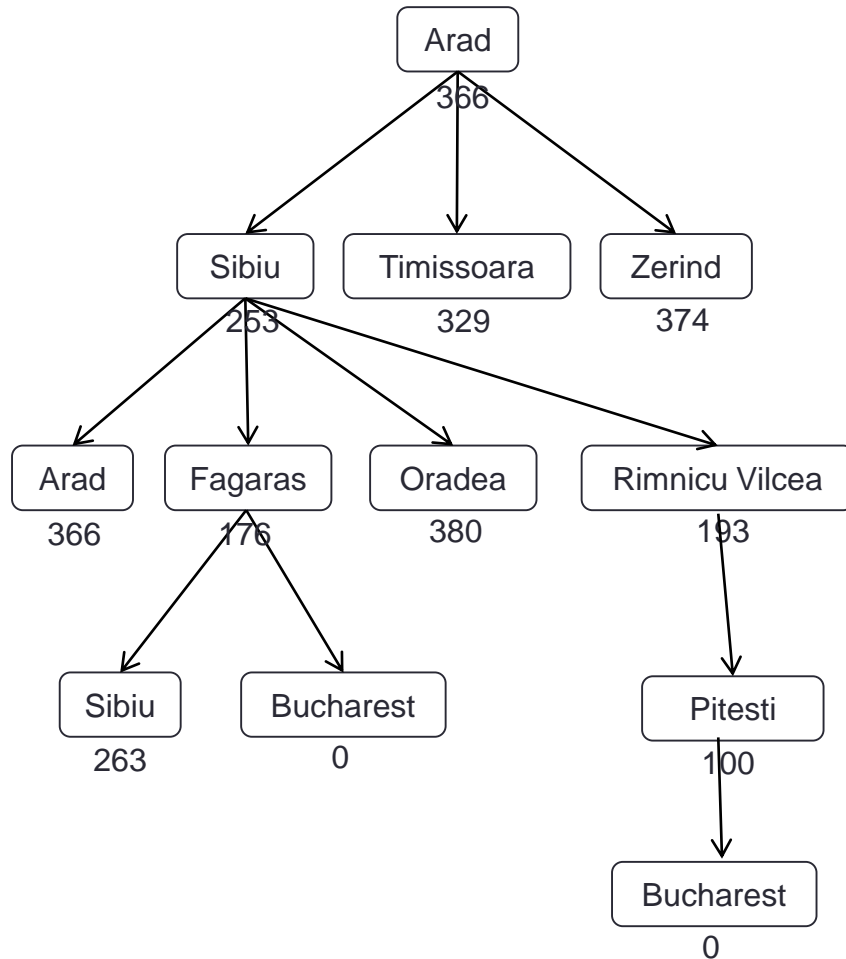 Arad
366
Sibiu
Timissoara
Zerind
253
329
374
Arad
Fagaras
Oradea
Rimnicu Vilcea
366
176
380
193
Sibiu
Bucharest
Pitesti
263
0
100
Bucharest
0